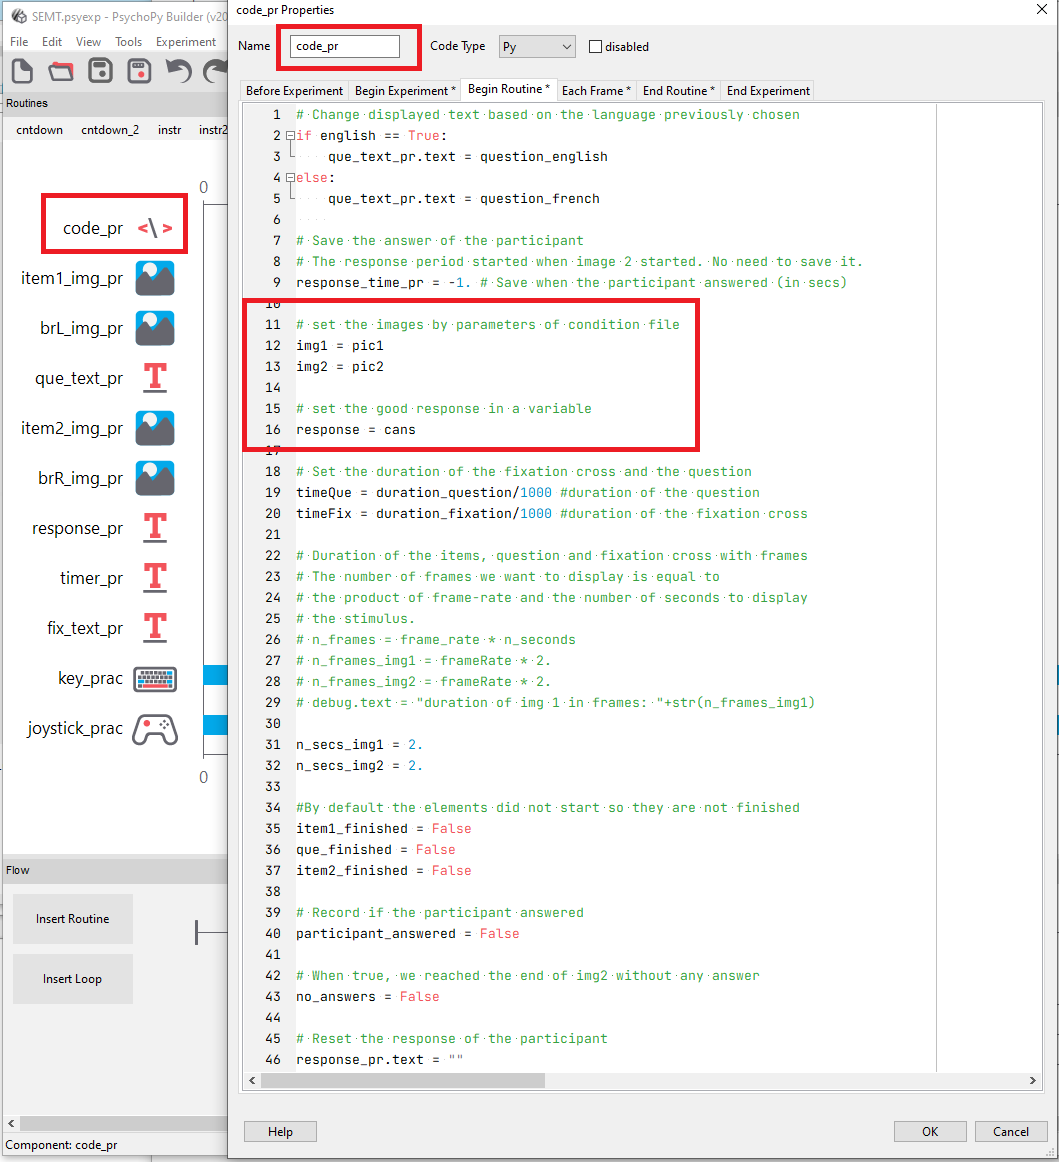 SEMT.psyexp - PsychoPy Builder (v20
File Edit View Tools Experiment
Routines
cntdown cntdown_2 instr instr2
0
code_pr
item1_img_pr
brL_img_pr
que_text_pr
item2_img_pr
brR_img_pr
response_pr
timer_pr
fix_text_pr
key_prac
joystick_prac
0
Flow
Insert Routine
Insert Loop
Component: code_pr
code_pr Properties
Name code_pr Code Type Py disabled
Before Experiment Begin Experiment * Begin Routine * Each Frame * End Routine * End Experiment
1 # Change displayed text based on the language previously chosen
2 if english == True:
3 que_text_pr.text = question_english
4 else:
5 que_text_pr.text = question_french
6
7 # Save the answer of the participant
8 # The response period started when image 2 started. No need to save it.
9 response_time_pr = -1. # Save when the participant answered (in secs)
10
11 # set the images by parameters of condition file
12 img1 = pic1
13 img2 = pic2
14
15 # set the good response in a variable
16 response = cans
17
18 # Set the duration of the fixation cross and the question
19 timeQue = duration_question/1000 #duration of the question
20 timeFix = duration_fixation/1000 #duration of the fixation cross
21
22 # Duration of the items, question and fixation cross with frames
23 # The number of frames we want to display is equal to
24 # the product of frame-rate and the number of seconds to display
25 # the stimulus.
26 # n_frames = frame_rate * n_seconds
27 # n_frames_img1 = frameRate * 2.
28 # n_frames_img2 = frameRate * 2.
29 # debug.text = "duration of img 1 in frames: "+str(n_frames_img1)
30
31 n_secs_img1 = 2.
32 n_secs_img2 = 2.
33
34 #By default the elements did not start so they are not finished
35 item1_finished = False
36 que_finished = False
37 item2_finished = False
38
39 # Record if the participant answered
40 participant_answered = False
41
42 # When true, we reached the end of img2 without any answer
43 no_answers = False
44
45 # Reset the response of the participant
46 response_pr.text = ""
Help OK Cancel